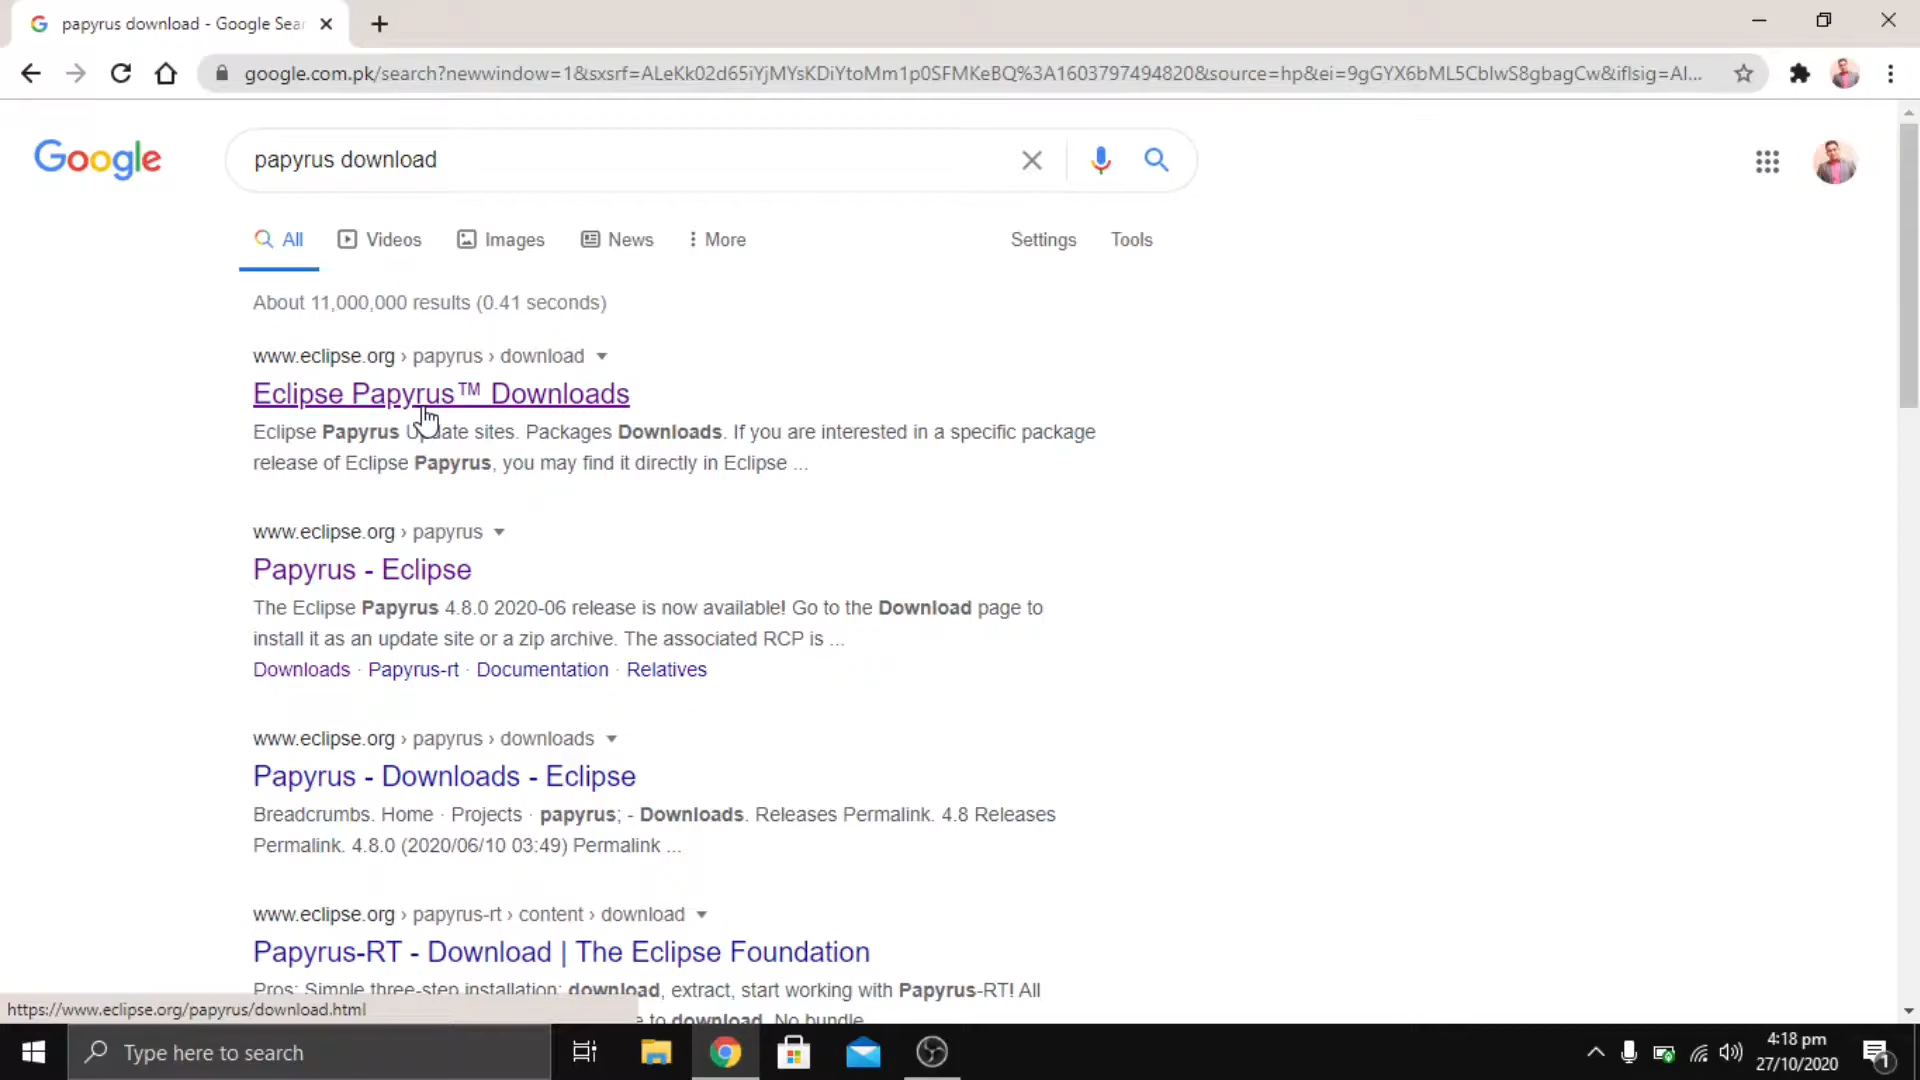 papyrus download - Google Sear
google.com.pk/search?newwindow=1&sxsrf=ALeKk02d65iYjMYsKDiYtoMm1p0SFMKeBQ%3A1603797494820&source=hp&ei=9gGYX6bML5CblwS8gbagCw&iflsig=Al...
Google
papyrus download
All Videos Images News More Settings Tools
About 11,000,000 results (0.41 seconds)
www.eclipse.org › papyrus › download
Eclipse Papyrus™ Downloads
Eclipse Papyrus Update sites. Packages Downloads. If you are interested in a specific package
release of Eclipse Papyrus, you may find it directly in Eclipse ...
www.eclipse.org › papyrus
Papyrus - Eclipse
The Eclipse Papyrus 4.8.0 2020-06 release is now available! Go to the Download page to
install it as an update site or a zip archive. The associated RCP is ...
Downloads · Papyrus-rt · Documentation · Relatives
www.eclipse.org › papyrus › downloads
Papyrus - Downloads - Eclipse
Breadcrumbs. Home · Projects · papyrus; - Downloads. Releases Permalink. 4.8 Releases
Permalink. 4.8.0 (2020/06/10 03:49) Permalink ...
www.eclipse.org › papyrus-rt › content › download
Papyrus-RT - Download | The Eclipse Foundation
Pros: Simple three-step installation: download, extract, start working with Papyrus-RT! All
to download. No bundle
https://www.eclipse.org/papyrus/download.html
Type here to search
4:18 pm
27/10/2020
1